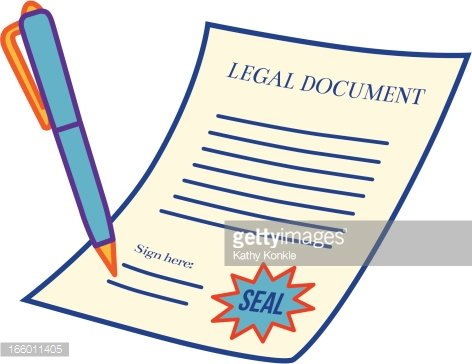 LEGAL DOCUMENT
gettyimages
Kathy Konkle
Sign here:
SEAL
166011405